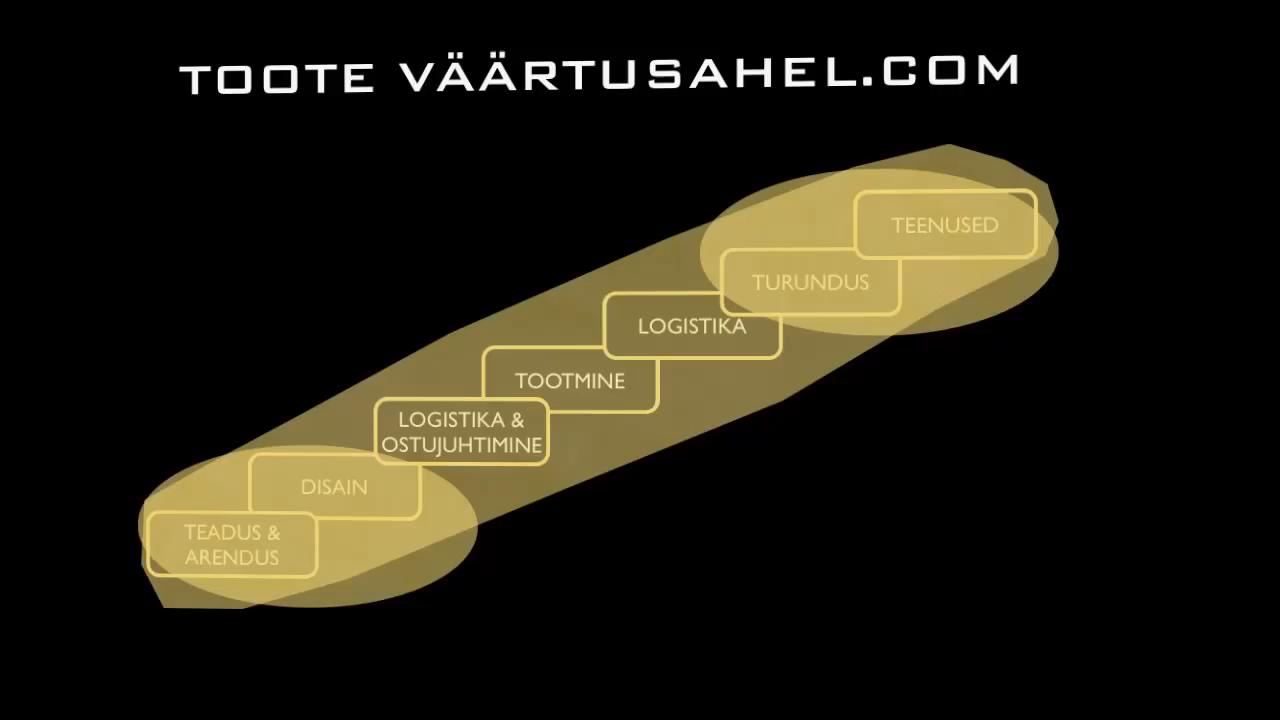 TOOTE VÄÄRTUSAHEL.COM
TEENUSED
TURUNDUS
LOGISTIKA
TOOTMINE
LOGISTIKA &
OSTUJUHTIMINE
DISAIN
TEADUS &
ARENDUS